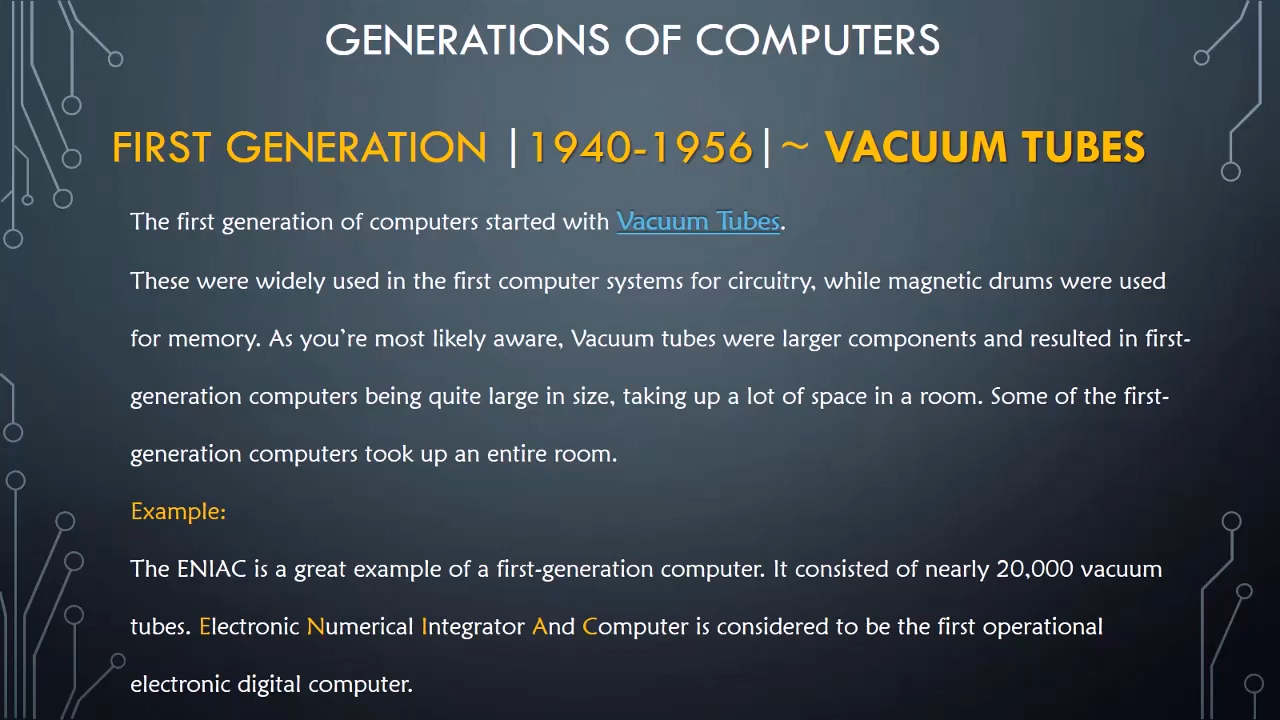 GENERATIONS OF COMPUTERS
FIRST GENERATION |1940-1956|~ VACUUM TUBES
The first generation of computers started with Vacuum Tubes.
These were widely used in the first computer systems for circuitry, while magnetic drums were used
for memory. As you’re most likely aware, Vacuum tubes were larger components and resulted in first-
generation computers being quite large in size, taking up a lot of space in a room. Some of the first-
generation computers took up an entire room.
Example:
The ENIAC is a great example of a first-generation computer. It consisted of nearly 20,000 vacuum
tubes. Electronic Numerical Integrator And Computer is considered to be the first operational
electronic digital computer.